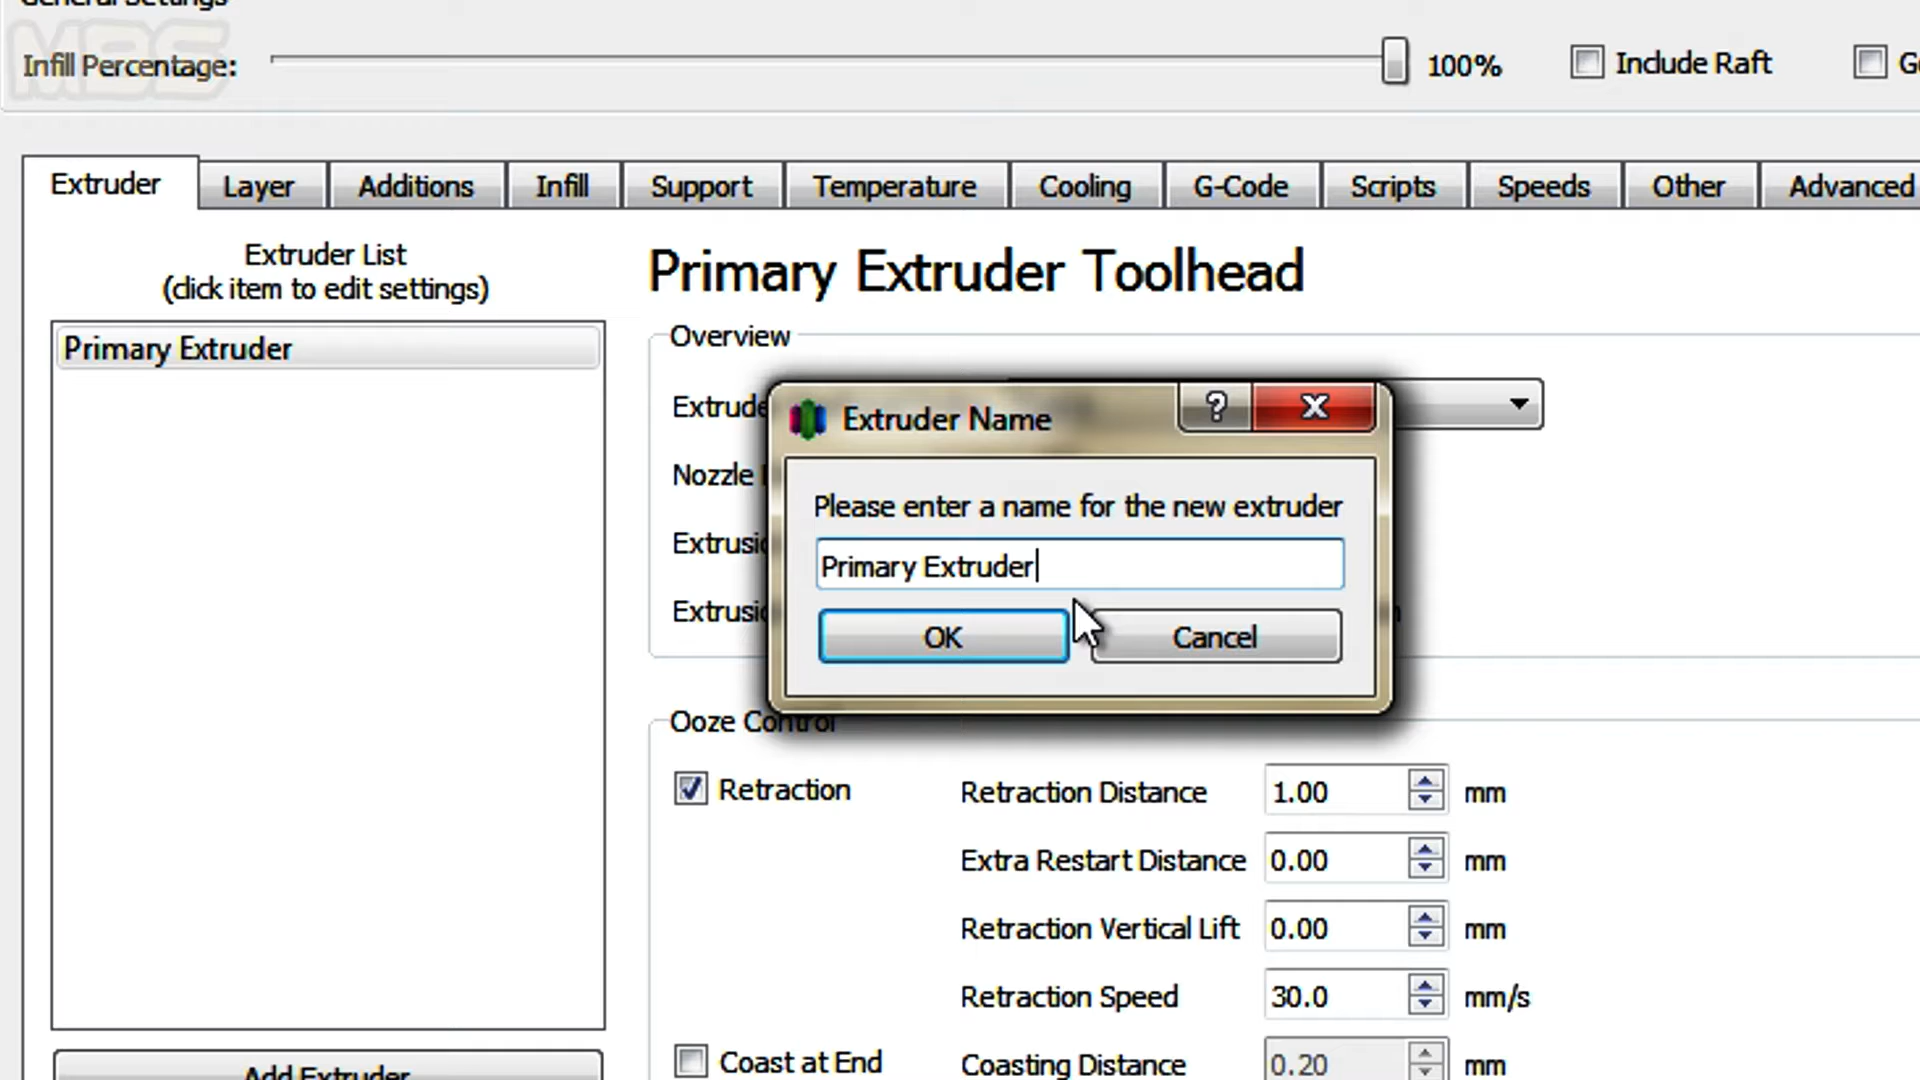 General Settings
MBS
Infill Percentage:
100%
Include Raft
Extruder
Layer
Additions
Infill
Support
Temperature
Cooling
G-Code
Scripts
Speeds
Other
Advanced
Extruder List
(click item to edit settings)
Primary Extruder
Add Extruder
Primary Extruder Toolhead
Overview
Nozzle
Extruder Name
?
X
Please enter a name for the new extruder
Primary Extruder
OK
Cancel
Ooze Control
Retraction
Retraction Distance
1.00
mm
Extra Restart Distance
0.00
mm
Retraction Vertical Lift
0.00
mm
Retraction Speed
30.0
mm/s
Coast at End
Coasting Distance
0.20
mm